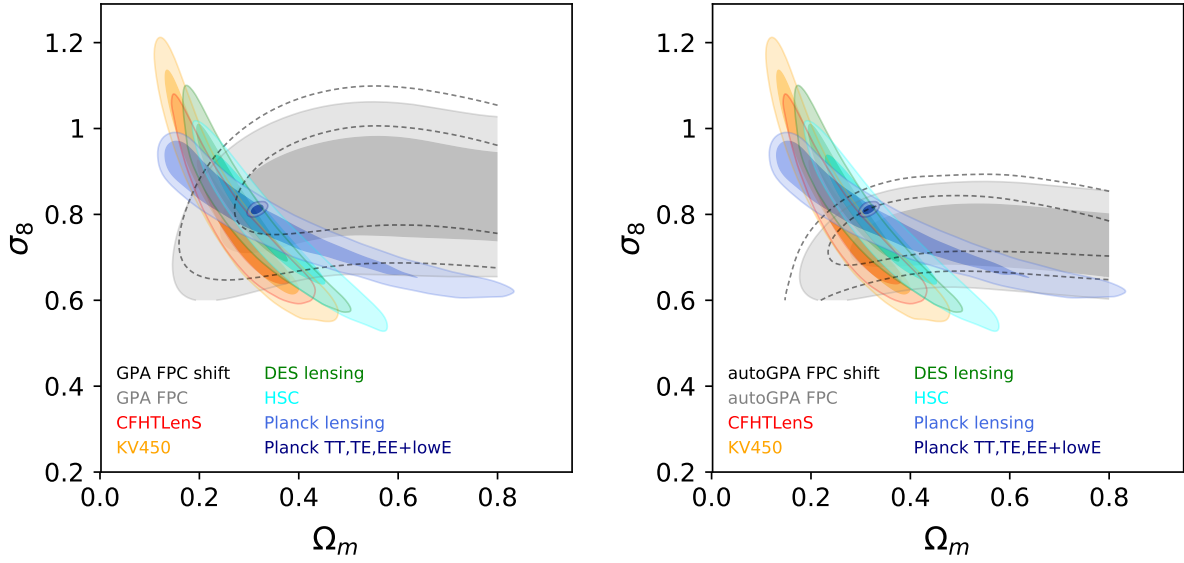 1.2
1
0.8
0.6
0.4
0.2
σ8
GPA FPC shift
GPA FPC
CFHTLenS
KV450
DES lensing
HSC
Planck lensing
Planck TT,TE,EE+lowE
0.0
0.2
0.4
0.6
0.8
Ωm
1.2
1
0.8
0.6
0.4
0.2
σ8
autoGPA FPC shift
autoGPA FPC
CFHTLenS
KV450
DES lensing
HSC
Planck lensing
Planck TT,TE,EE+lowE
0.0
0.2
0.4
0.6
0.8
Ωm